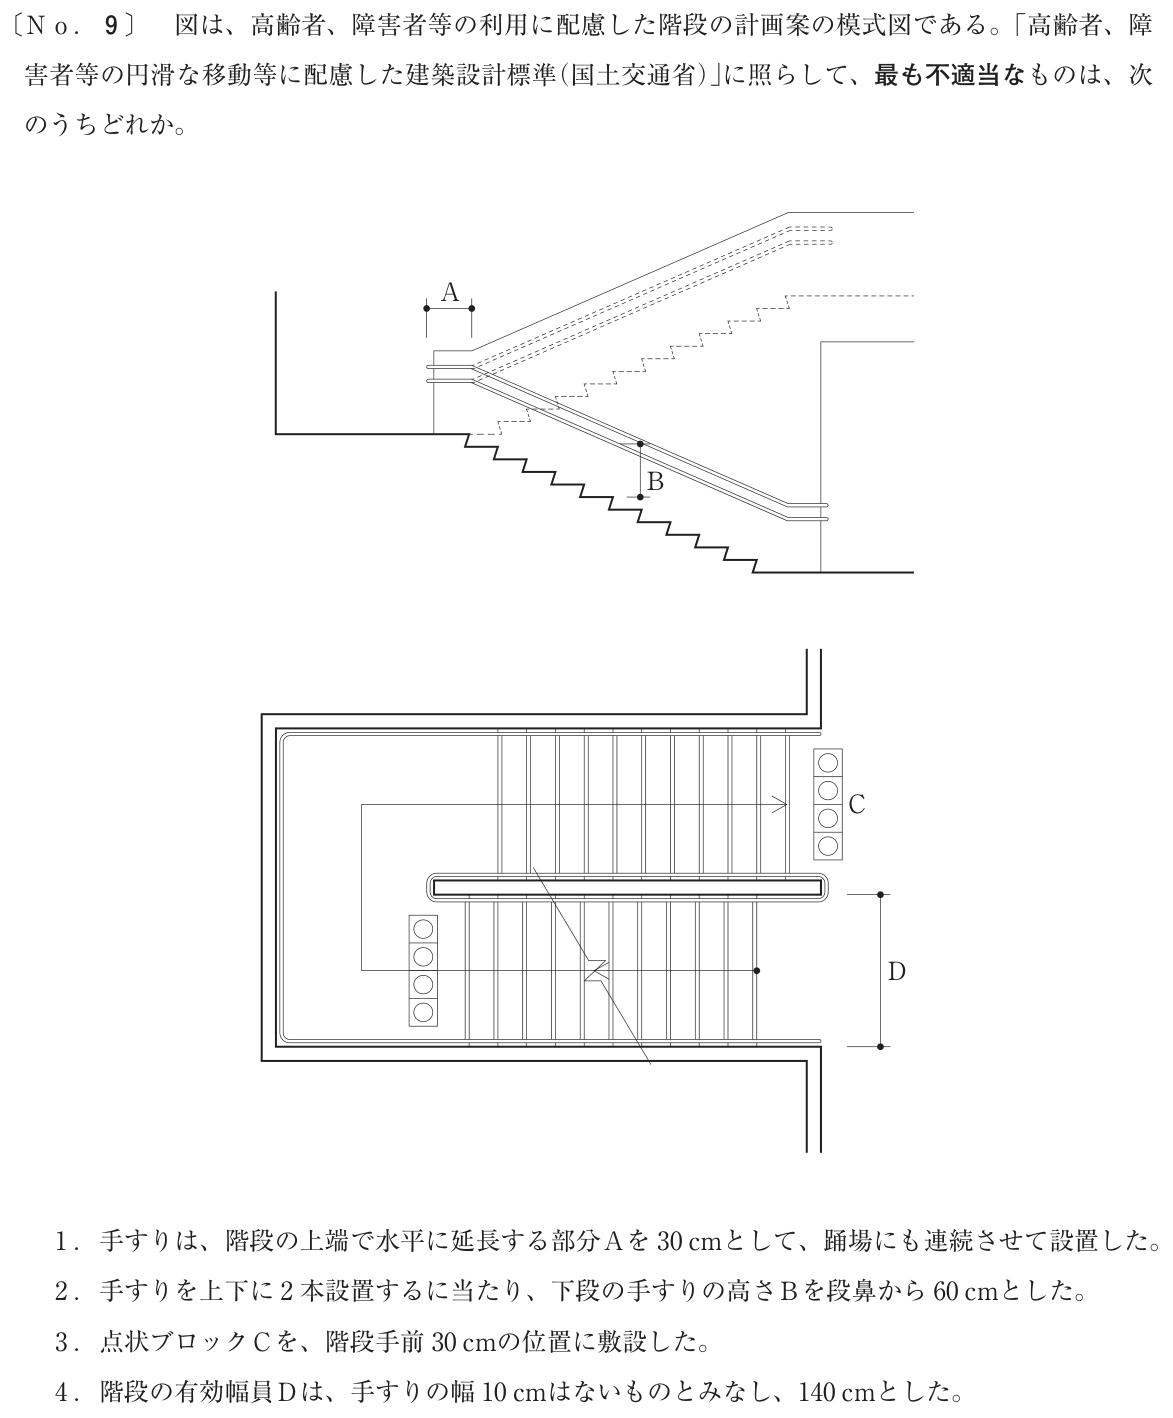 〔No. 9〕 図は、高齢者、障害者等の利用に配慮した階段の計画案の模式図である。「高齢者、障
害者等の円滑な移動等に配慮した建築設計標準(国土交通省)」に照らして、最も不適当なものは、次
のうちどれか。
A
B
C
D
1. 手すりは、階段の上端で水平に延長する部分Aを 30 cmとして、踊場にも連続させて設置した。
2. 手すりを上下に2本設置するに当たり、下段の手すりの高さBを段鼻から 60 cmとした。
3. 点状ブロックCを、階段手前 30 cmの位置に敷設した。
4. 階段の有効幅員Dは、手すりの幅 10 cmはないものとみなし、140 cmとした。